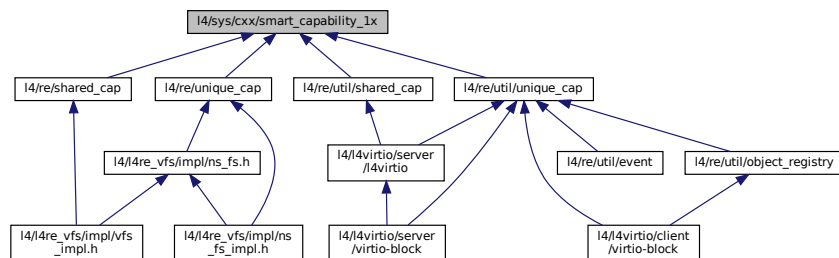 l4/sys/cxx/smart_capability_1x
l4/re/shared_cap
l4/re/unique_cap
l4/re/util/shared_cap
l4/re/util/unique_cap
l4/l4re_vfs/impl/ns_fs.h
l4/l4virtio/server
/l4virtio
l4/re/util/event
l4/re/util/object_registry
l4/l4re_vfs/impl/vfs
_impl.h
l4/l4re_vfs/impl/ns
_fs_impl.h
l4/l4virtio/server
/virtio-block
l4/l4virtio/client
/virtio-block